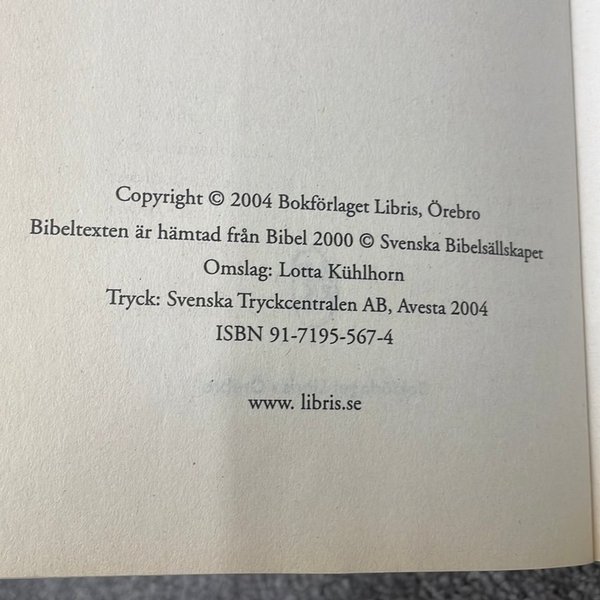 Copyright © 2004 Bokförlaget Libris, Örebro
Bibeltexten är hämtad från Bibel 2000 © Svenska Bibelsällskapet
Omslag: Lotta Kühlhorn
Tryck: Svenska Tryckcentralen AB, Avesta 2004
ISBN 91-7195-567-4
www. libris.se